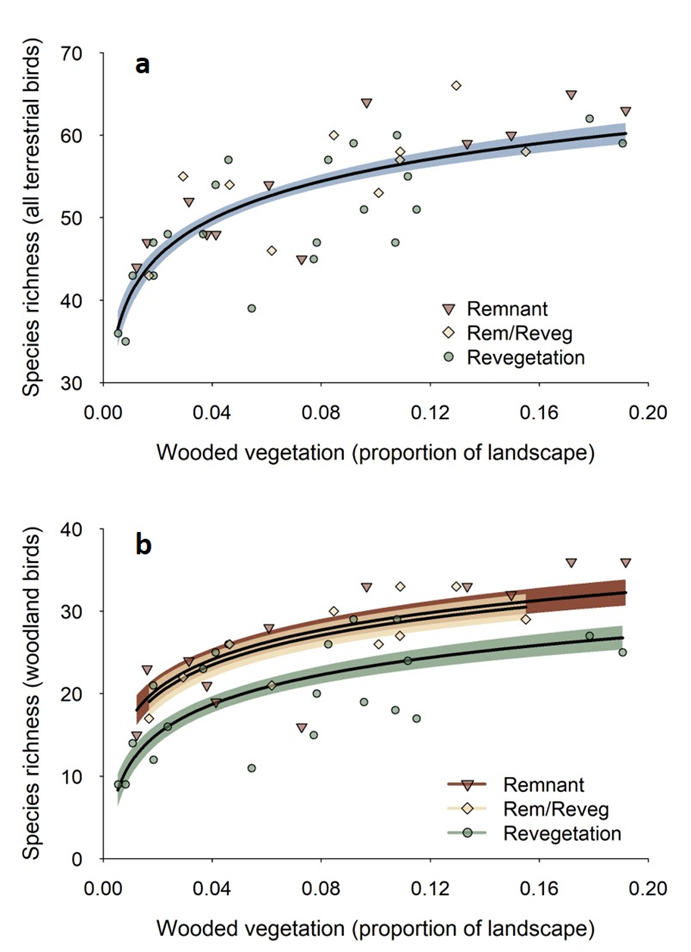 a
Species richness (all terrestrial birds)
70
60
50
40
30
Remnant
Rem/Reveg
Revegetation
0.00 0.04 0.08 0.12 0.16 0.20
Wooded vegetation (proportion of landscape)
b
Species richness (woodland birds)
40
30
20
10
0
Remnant
Rem/Reveg
Revegetation
0.00 0.04 0.08 0.12 0.16 0.20
Wooded vegetation (proportion of landscape)